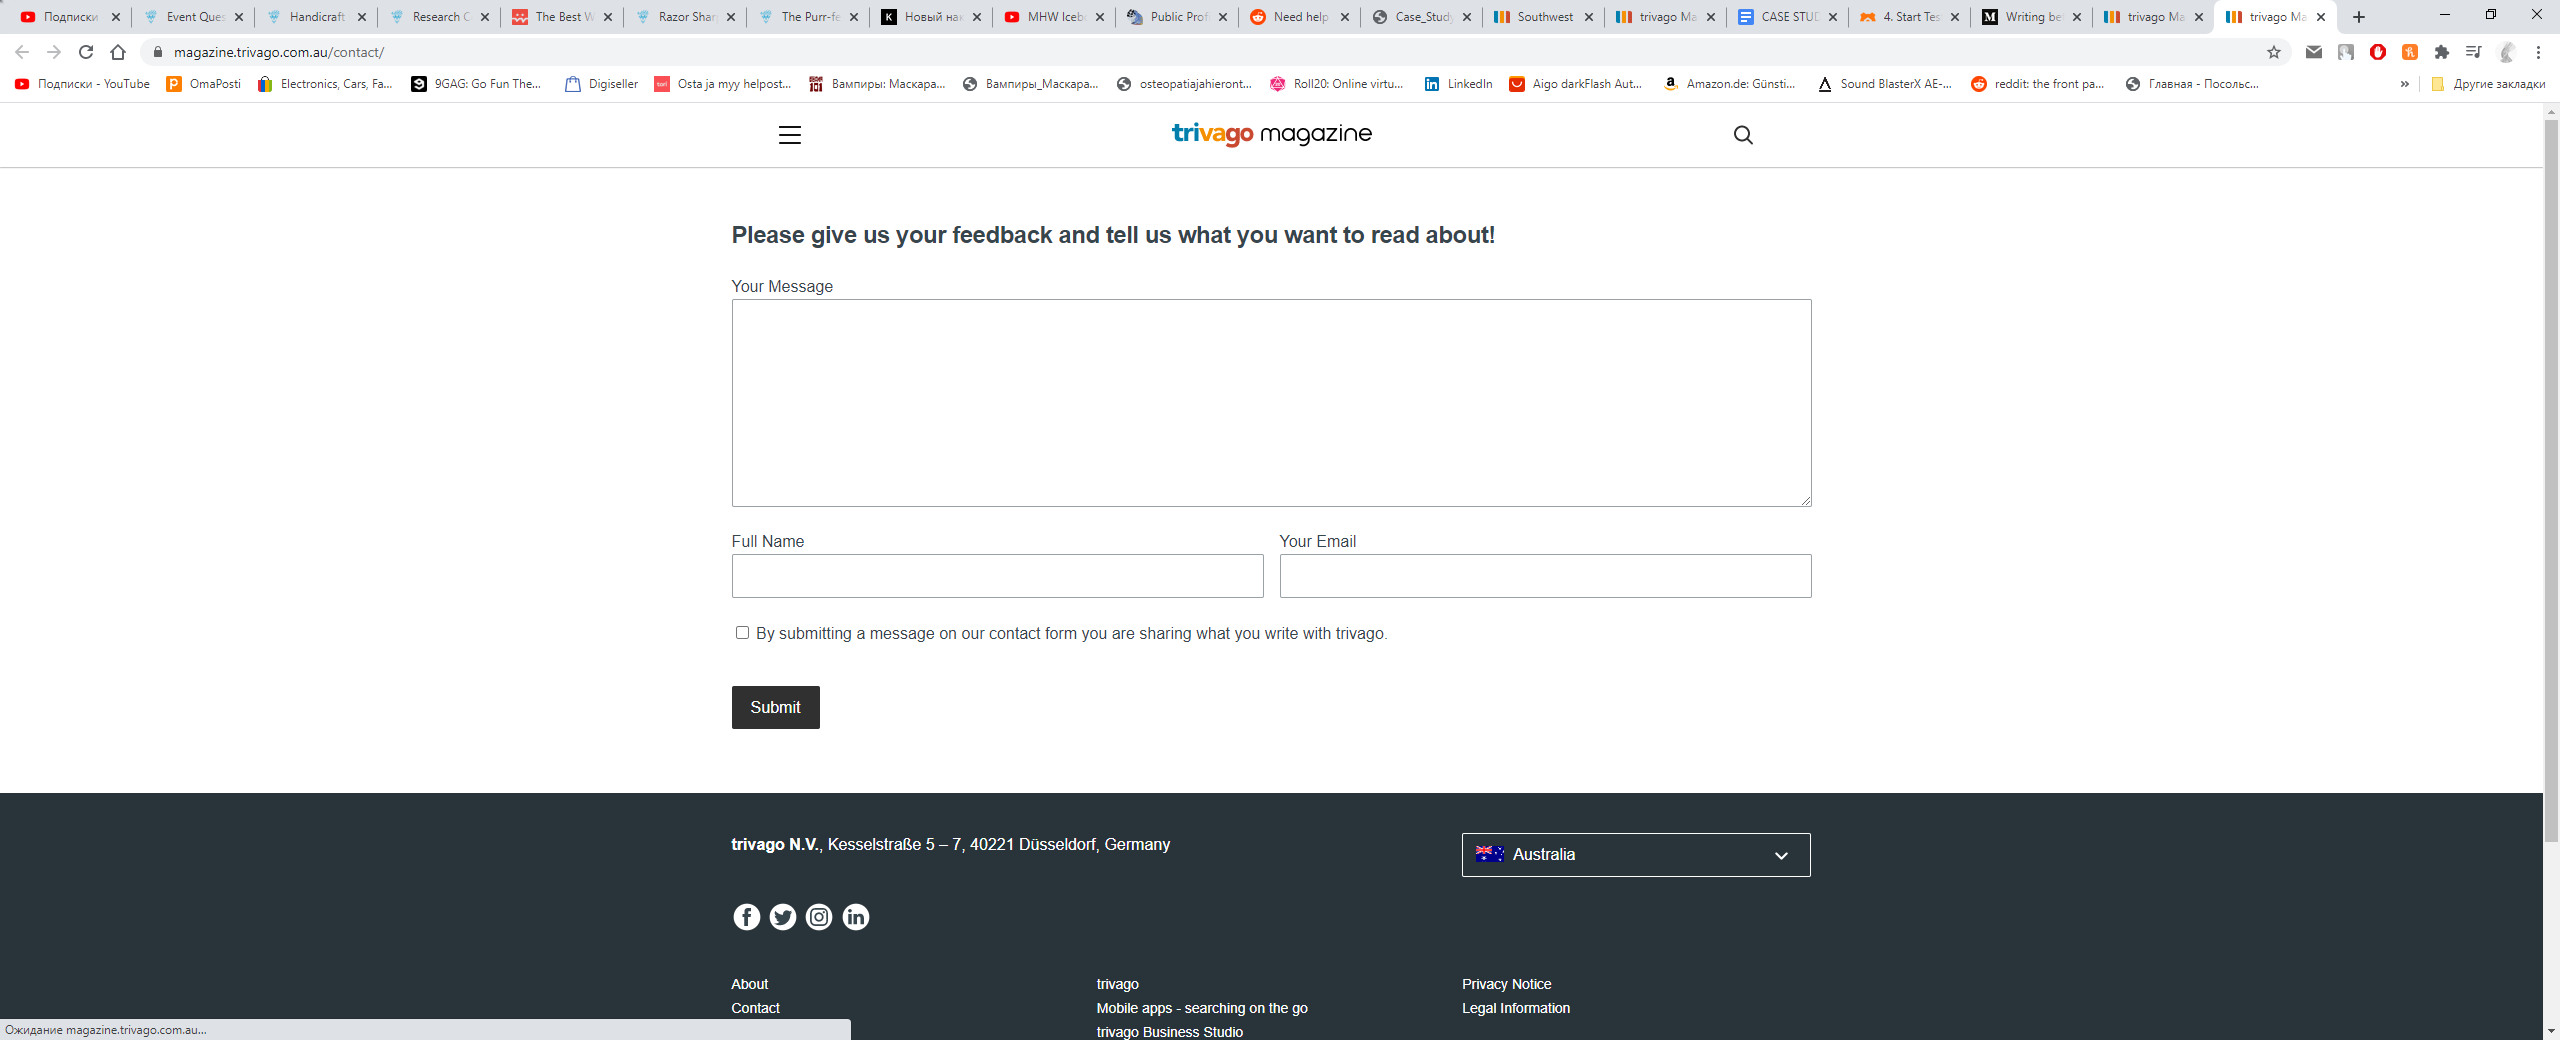 Подписки Event Ques Handicraft Research C The Best W Razor Shar The Purr-fe Новый нак MHW Icebo Public Profi Need help Case_Study Southwest trivago Ma CASE STUD 4. Start Tes Writing be trivago Ma trivago Ma
magazine.trivago.com.au/contact/
Подписки - YouTube OmaPosti Electronics, Cars, Fa... 9GAG: Go Fun The... Digiseller Osta ja myy helpost... Вампиры: Маскара... Вампиры_Маскара... osteopatiajahieront... Roll20: Online virtu... LinkedIn Aigo darkFlash Aut... Amazon.de: Günsti... Sound BlasterX AE-... reddit: the front pa... Главная - Посольс... » Другие закладки
trivago magazine
Please give us your feedback and tell us what you want to read about!
Your Message
Full Name Your Email
By submitting a message on our contact form you are sharing what you write with trivago.
Submit
trivago N.V., Kesselstraße 5 – 7, 40221 Düsseldorf, Germany
Australia
About trivago Privacy Notice
Contact Mobile apps - searching on the go Legal Information
trivago Business Studio
Ожидание magazine.trivago.com.au...